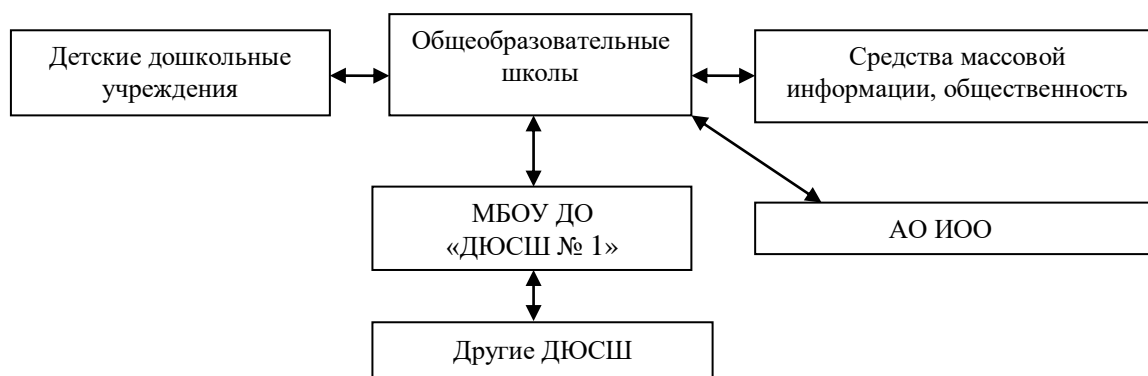 Детские дошкольные
учреждения
Общеобразовательные
школы
Средства массовой
информации, общественность
МБОУ ДО
«ДЮСШ № 1»
АО ИОО
Другие ДЮСШ